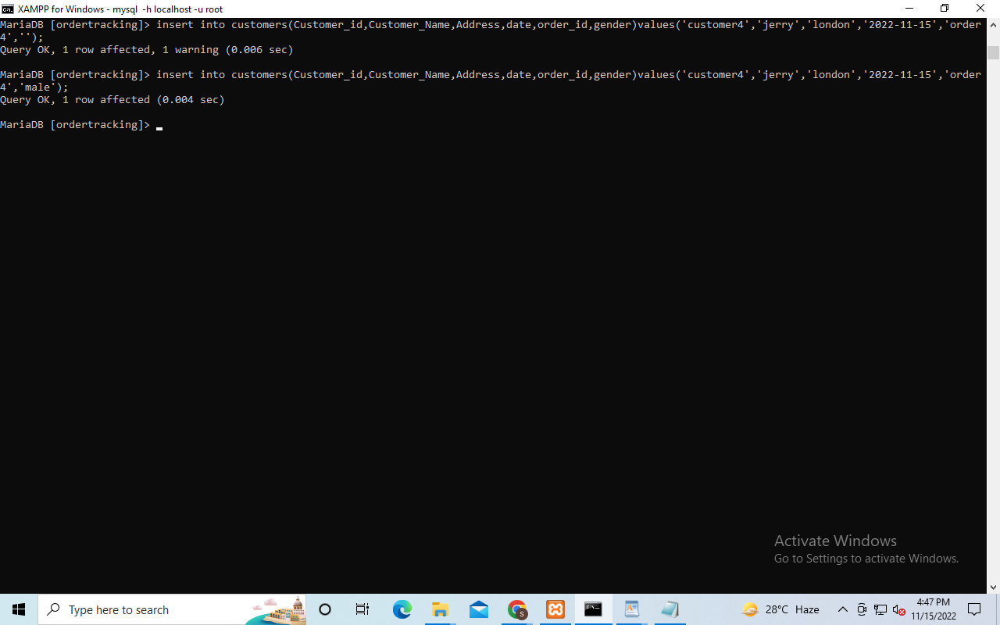 XAMPP for Windows - mysql  -h localhost -u root
MariaDB [ordertracking]> insert into customers(Customer_id,Customer_Name,Address,date,order_id,gender)values('customer4','jerry','london','2022-11-15','order
4','');
Query OK, 1 row affected, 1 warning (0.006 sec)
MariaDB [ordertracking]> insert into customers(Customer_id,Customer_Name,Address,date,order_id,gender)values('customer4','jerry','london','2022-11-15','order
4','male');
Query OK, 1 row affected (0.004 sec)
MariaDB [ordertracking]>
Activate Windows
Go to Settings to activate Windows.
Type here to search
S
28°C Haze
4:47 PM
11/15/2022